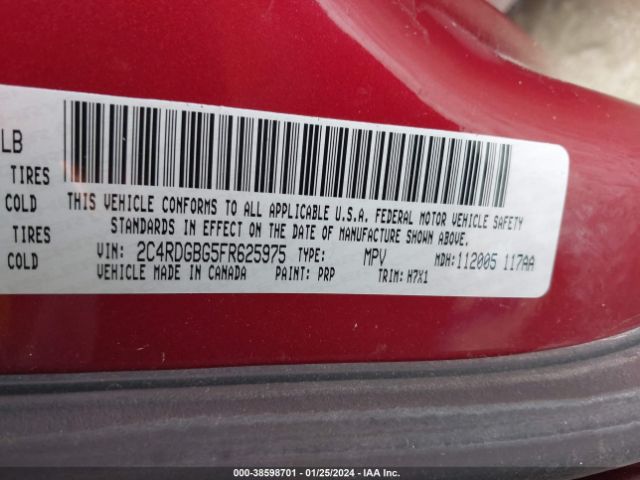 LB
TIRES
COLD
TIRES
COLD
THIS VEHICLE CONFORMS TO ALL APPLICABLE U.S.A. FEDERAL MOTOR VEHICLE SAFETY
STANDARDS IN EFFECT ON THE DATE OF MANUFACTURE SHOWN ABOVE.
VIN: 2C4RDGBG5FR625975 TYPE: MPV MDH:112005 117AA
VEHICLE MADE IN CANADA PAINT: PRP TRIM: H7X1
000-38598701 - 01/25/2024 - IAA Inc.